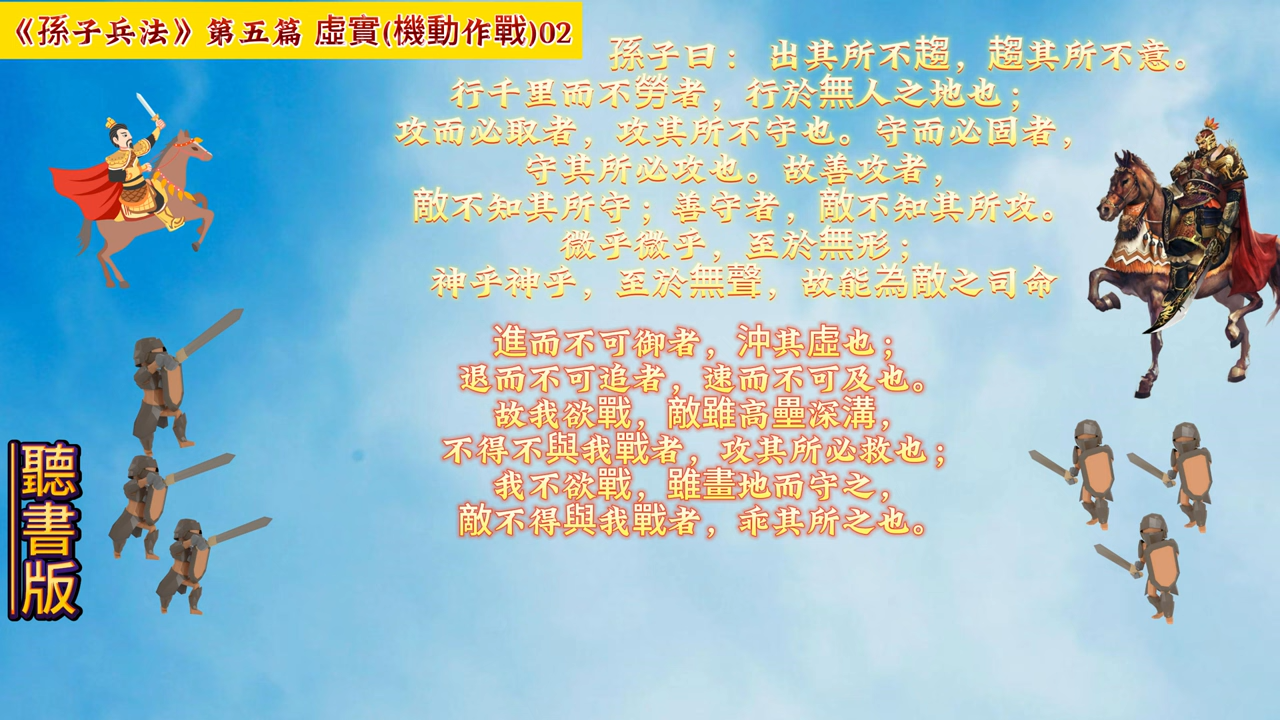 《孫子兵法》第五篇 虛實(機動作戰)02
孫子曰： 出其所不趨，趨其所不意。
行千里而不勞者，行於無人之地也；
攻而必取者，攻其所不守也。守而必固者，
守其所必攻也。故善攻者，
敵不知其所守；善守者，敵不知其所攻。
微乎微乎，至於無形；
神乎神乎，至於無聲，故能為敵之司命
進而不可御者，沖其虛也；
退而不可追者，速而不可及也。
故我欲戰，敵雖高壘深溝，
不得不與我戰者，攻其所必救也；
我不欲戰，雖畫地而守之，
敵不得與我戰者，乖其所之也。
聽書版